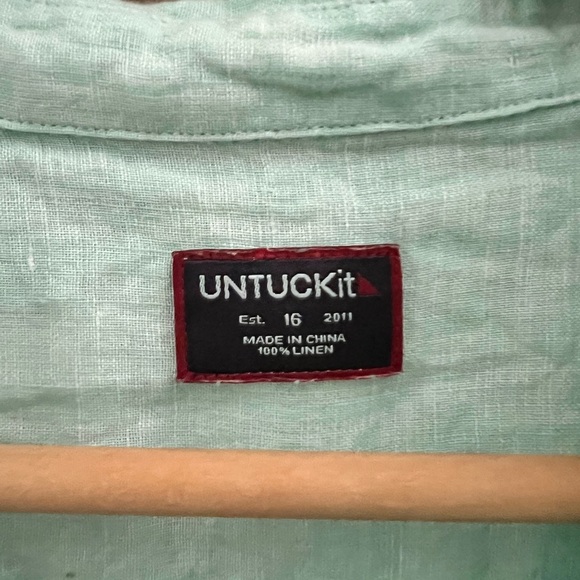 UNTUCKit
Est. 16 2011
MADE IN CHINA
100% LINEN